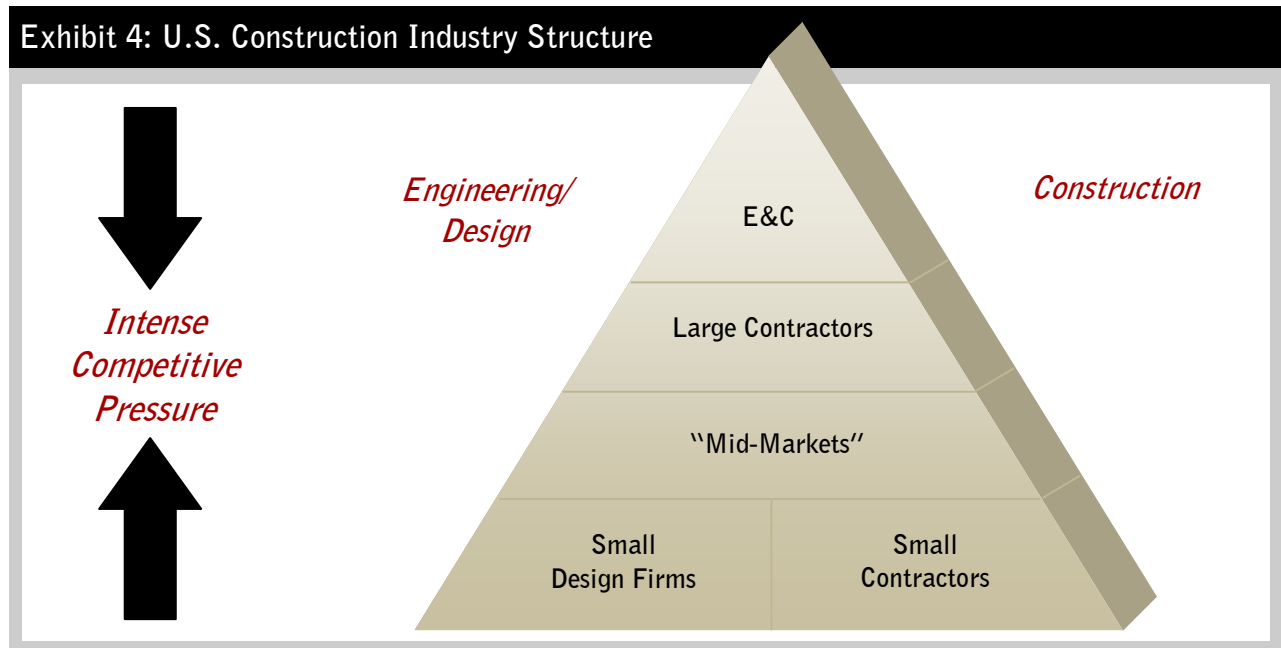 Exhibit 4: U.S. Construction Industry Structure
Engineering/
Design
Construction
Intense
Competitive
Pressure
E&C
Large Contractors
“Mid-Markets”
Small
Design Firms
Small
Contractors